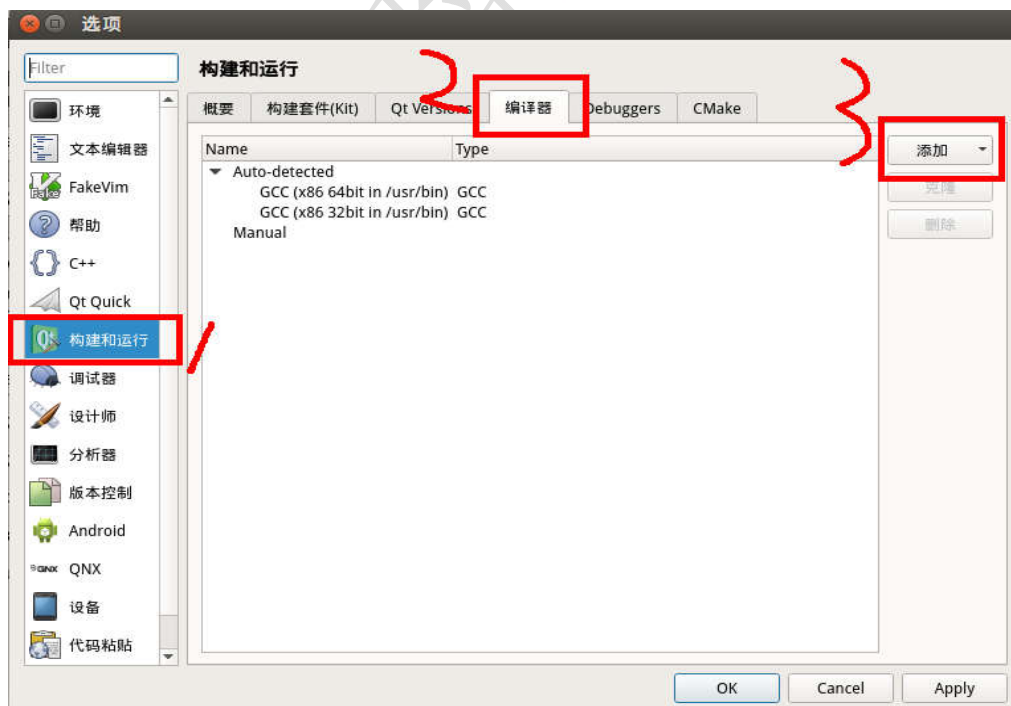 选项
Filter
构建和运行
2
3
概要 构建套件(Kit) Qt Versions 编译器 Debuggers CMake
环境
文本编辑器
FakeVim
帮助
C++
Qt Quick
构建和运行
1
调试器
设计师
分析器
版本控制
Android
QNX
设备
代码粘贴
Name Type
Auto-detected
GCC (x86 64bit in /usr/bin) GCC
GCC (x86 32bit in /usr/bin) GCC
Manual
添加
克隆
删除
OK Cancel Apply